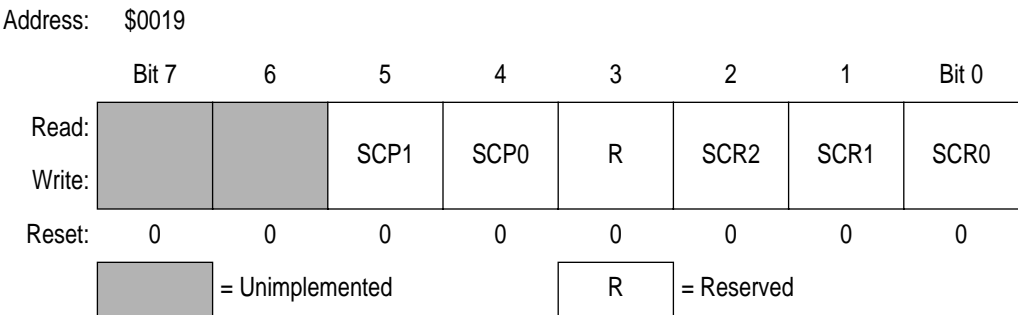 Address: $0019
Bit 7 6 5 4 3 2 1 Bit 0
Read:
SCP1 SCP0 R SCR2 SCR1 SCR0
Write:
Reset: 0 0 0 0 0 0 0 0
= Unimplemented R = Reserved